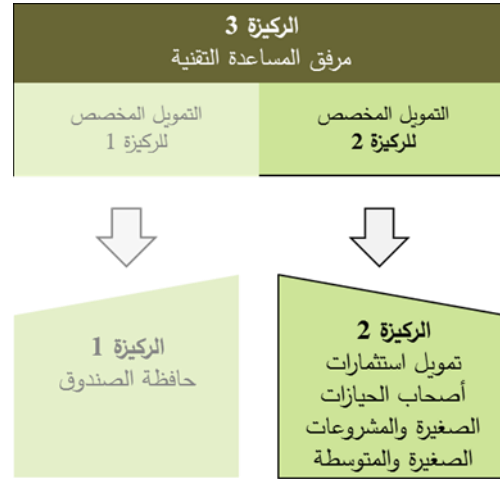 الركيزة 3
مرفق المساعدة التقنية
التمويل المخصص
للركيزة 2
التمويل المخصص
للركيزة 1
الركيزة 2
تمويل استثمارات
أصحاب الحيازات
الصغيرة والمشروعات
الصغيرة والمتوسطة
الركيزة 1
حافظة الصندوق